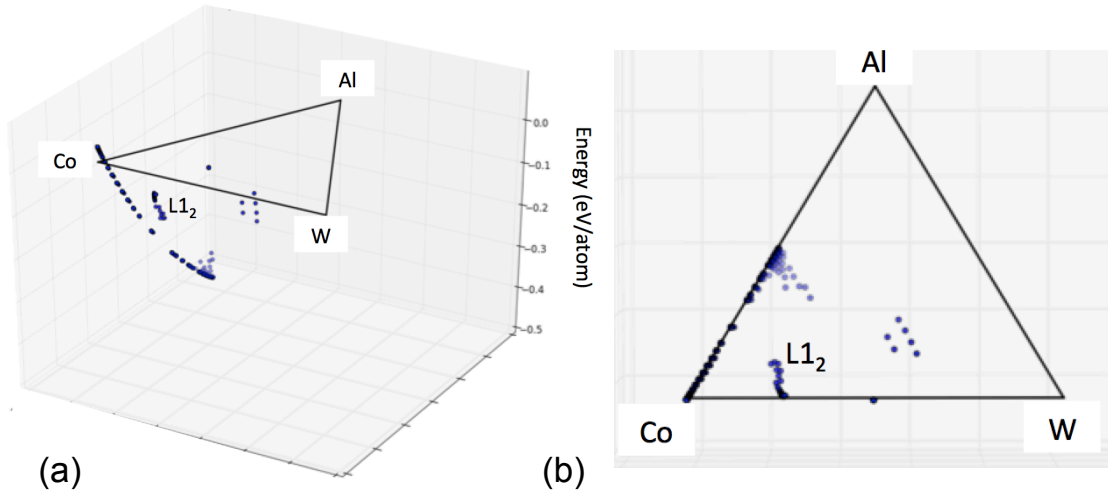 Al
Co
L1₂
W
0.0
−0.1
−0.2
−0.3
−0.4
−0.5
Energy (eV/atom)
(a)
Al
L1₂
Co
W
(b)